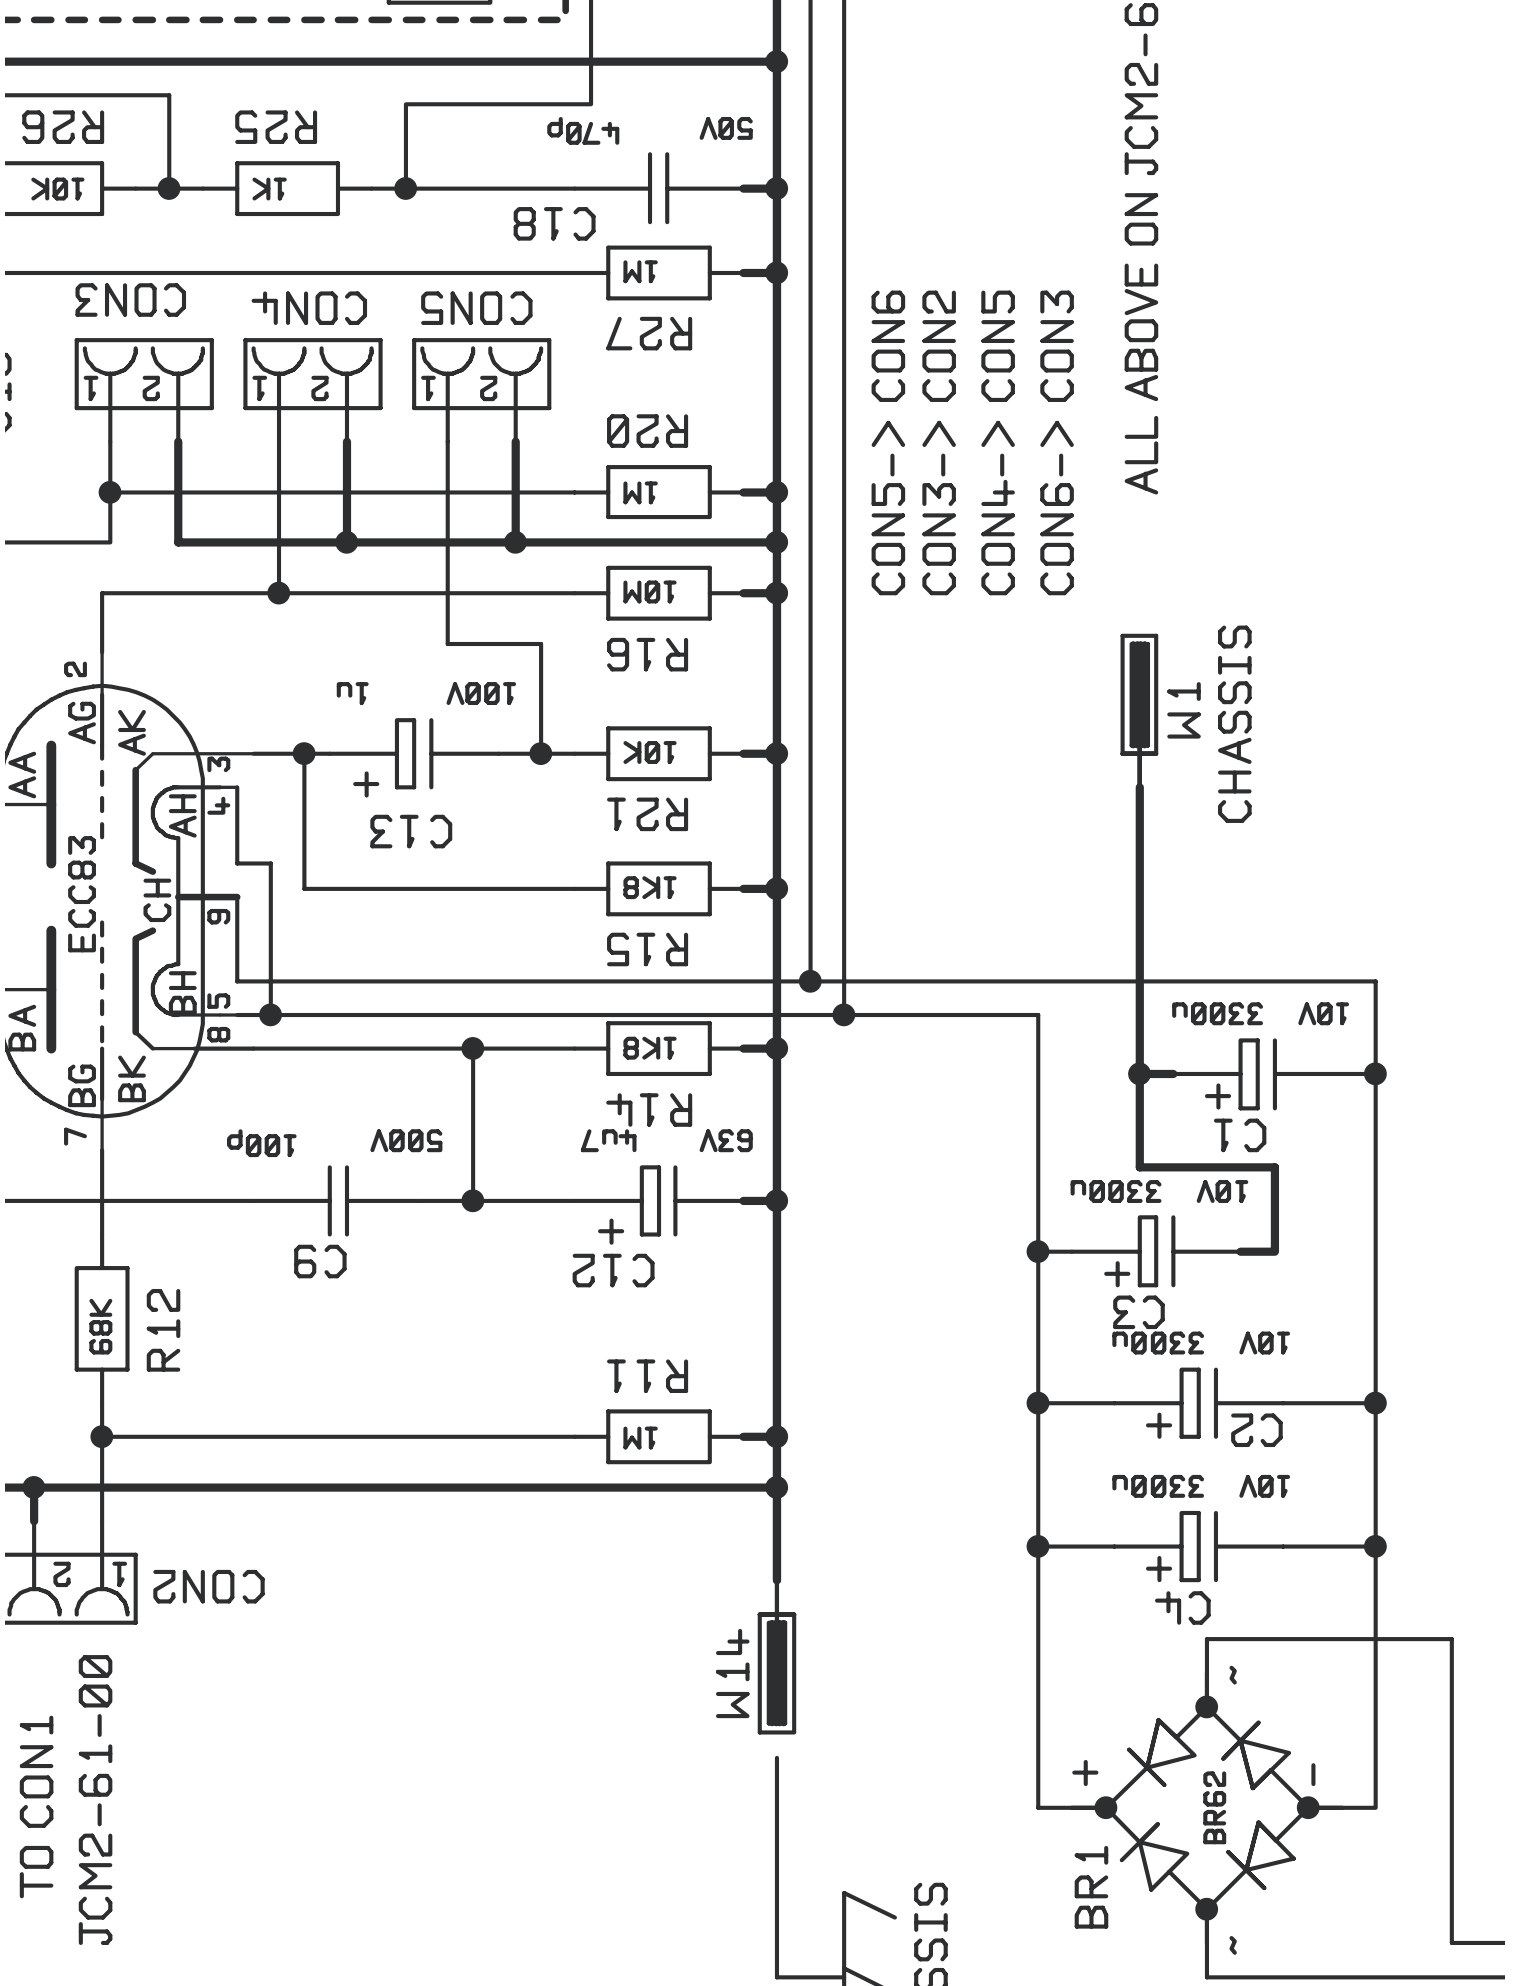 R26
R25
470p
50V
10K
1K
C18
1M
R27
CON3
CON4
CON5
1
2
1
2
1
2
R20
1M
CON5-> CON6
CON3-> CON2
CON4-> CON5
CON6-> CON3
ALL ABOVE ON JCM2-6
10M
R16
2
AG
AK
AA
3
AH
4
ECC83
CH
6
BH
5
BA
8
BG
BK
7
1u
100V
10K
+
C13
R21
1K8
R15
W1
CHASSIS
1K8
R14
3300u
10V
+
C1
100p
500V
4u7
63V
C9
+
C12
3300u
10V
+
C3
68K
R12
R11
1M
3300u
10V
+
C2
3300u
10V
+
C4
2
1
CON2
W14
TO CON1
JCM2-61-00
~
+
-
BR62
BR1
~
SSIS